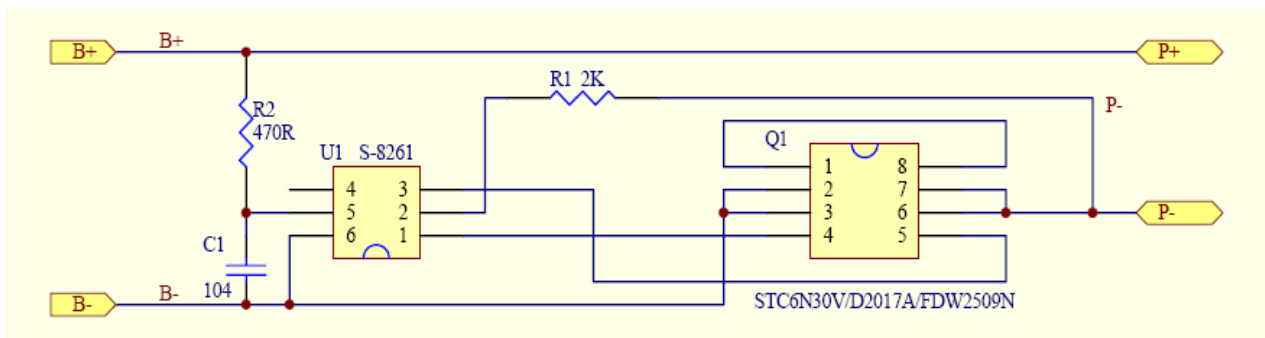 B+ B+ P+
R1 2K
P-
R2
470R
Q1
U1 S-8261
1 8
4 3 2 7
5 2 3 6 P-
6 1 4 5
C1
104
B- B- STC6N30V/D2017A/FDW2509N